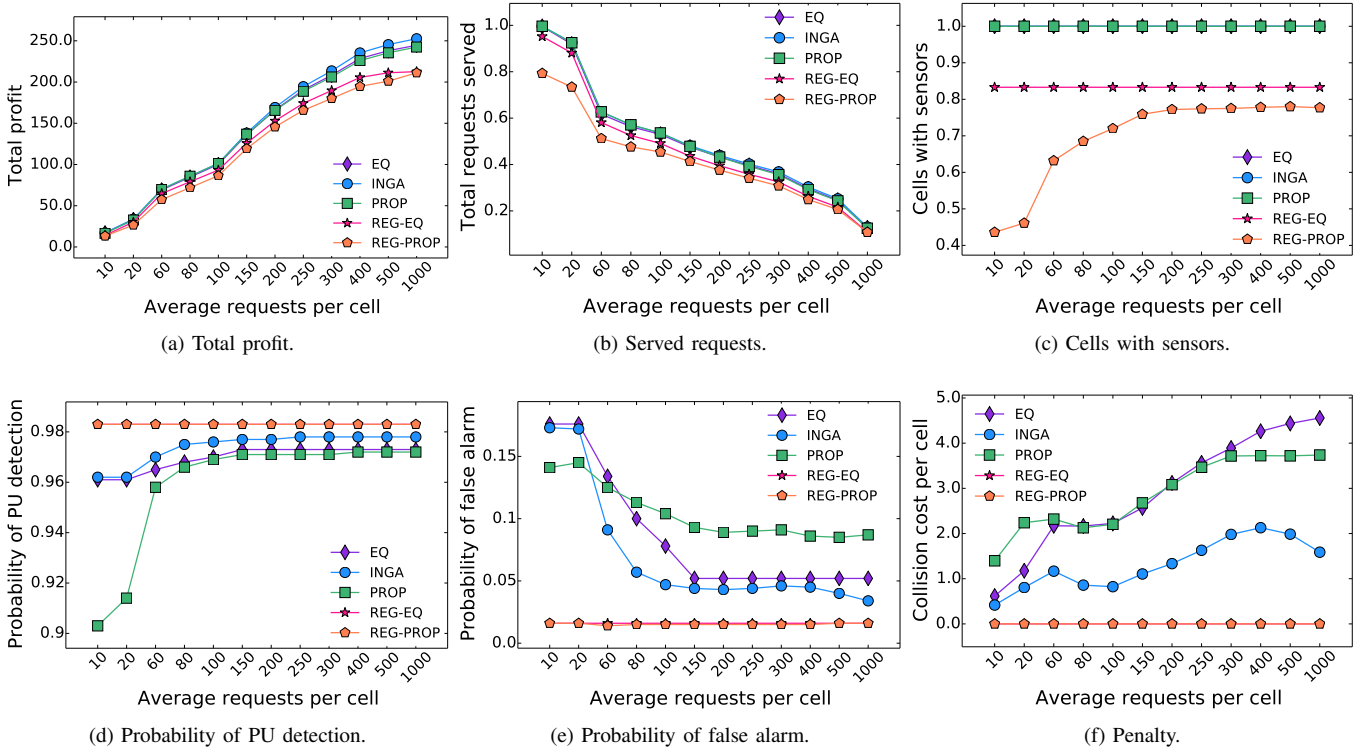 Total profit
250.0
200.0
150.0
100.0
50.0
0.0
EQ
INGA
PROP
REG-EQ
REG-PROP
10 20 60 80 100 150 200 250 300 400 500 1000
Average requests per cell
(a) Total profit.
Total requests served
1.0
0.8
0.6
0.4
0.2
EQ
INGA
PROP
REG-EQ
REG-PROP
10 20 60 80 100 150 200 250 300 400 500 1000
Average requests per cell
(b) Served requests.
Cells with sensors
1.0
0.9
0.8
0.7
0.6
0.5
0.4
EQ
INGA
PROP
REG-EQ
REG-PROP
10 20 60 80 100 150 200 250 300 400 500 1000
Average requests per cell
(c) Cells with sensors.
Probability of PU detection
0.98
0.96
0.94
0.92
0.9
EQ
INGA
PROP
REG-EQ
REG-PROP
10 20 60 80 100 150 200 250 300 400 500 1000
Average requests per cell
(d) Probability of PU detection.
Probability of false alarm
0.15
0.1
0.05
0.0
EQ
INGA
PROP
REG-EQ
REG-PROP
10 20 60 80 100 150 200 250 300 400 500 1000
Average requests per cell
(e) Probability of false alarm.
Collision cost per cell
5.0
4.0
3.0
2.0
1.0
0.0
EQ
INGA
PROP
REG-EQ
REG-PROP
10 20 60 80 100 150 200 250 300 400 500 1000
Average requests per cell
(f) Penalty.